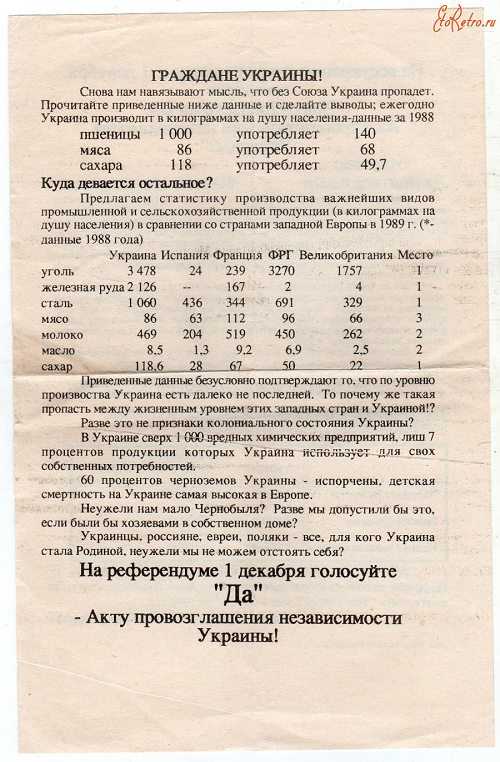 EtoRetro.ru
ГРАЖДАНЕ УКРАИНЫ!
Снова нам навязывают мысль, что без Союза Украина пропадет.
Прочитайте приведенные ниже данные и сделайте выводы; ежегодно
Украина производит в килограммах на душу населения-данные за 1988
пшеницы 1 000 употребляет 140
мяса 86 употребляет 68
сахара 118 употребляет 49,7
Куда девается остальное?
Предлагаем статистику производства важнейших видов
промышленной и сельскохозяйственной продукции (в килограммах на
душу населения) в сравнении со странами западной Европы в 1989 г. (*-
данные 1988 года)
Украина Испания Франция ФРГ Великобритания Место
уголь 3 478 24 239 3270 1757 1
железная руда 2 126 -- 167 2 4 1
сталь 1 060 436 344 691 329 1
мясо 86 63 112 96 66 3
молоко 469 204 519 450 262 2
масло 8,5 1,3 9,2 6,9 2,5 2
сахар 118,6 28 67 50 22 1
Приведенные данные безусловно подтверждают то, что по уровню
произвоства Украина есть далеко не последней. То почему же такая
пропасть между жизненным уровнем этих западных стран и Украиной!?
Разве это не признаки колониального состояния Украины?
В Украине сверх 1 000 вредных химических предприятий, лиш 7
процентов продукции которых Украина использует для свох
собственных потребностей.
60 процентов черноземов Украины - испорчены, детская
смертность на Украине самая высокая в Европе.
Неужели нам мало Чернобыля? Разве мы допустили бы это,
если были бы хозяевами в собственном доме?
Украинцы, россияне, евреи, поляки - все, для кого Украина
стала Родиной, неужели мы не можем отстоять себя?
На референдуме 1 декабря голосуйте
"Да"
- Акту провозглашения независимости
Украины!